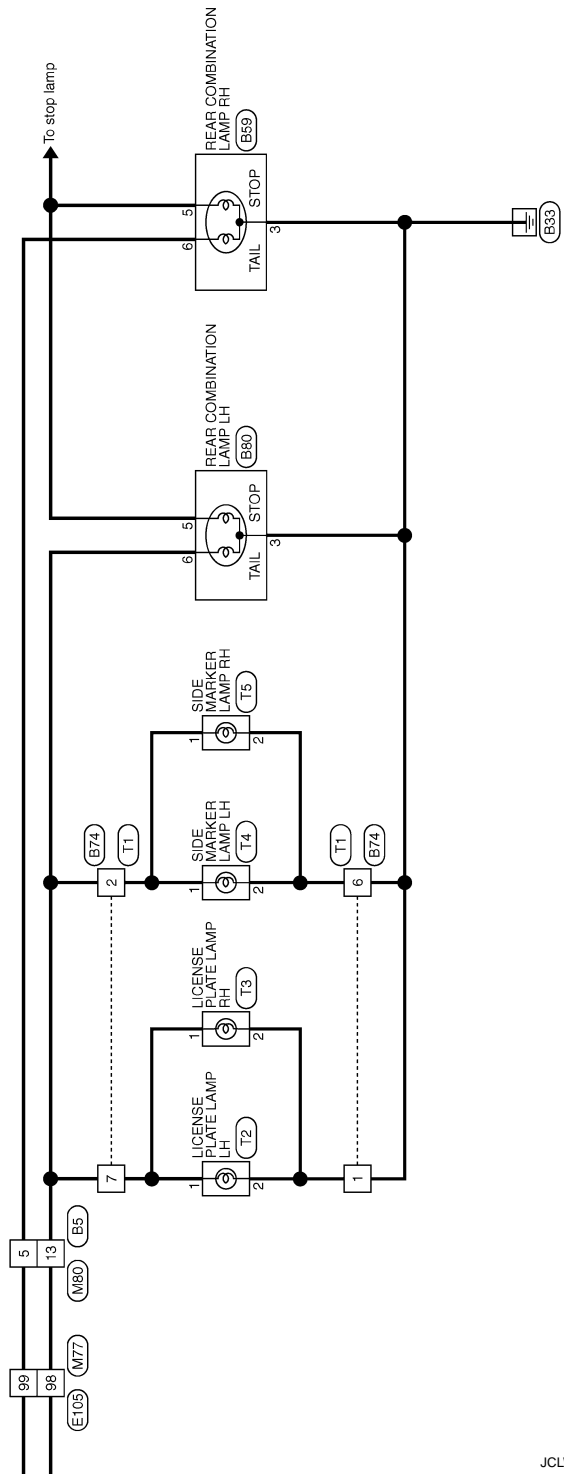 To stop lamp
REAR COMBINATION
LAMP RH
B59
5
6
STOP
TAIL
3
B33
REAR COMBINATION
LAMP LH
B80
5
6
STOP
TAIL
3
SIDE
MARKER
LAMP RH
T5
1
2
B74
T1
2
SIDE
MARKER
LAMP LH
T4
1
2
T1
B74
6
LICENSE
PLATE LAMP
RH
T3
1
2
LICENSE
PLATE LAMP
LH
T2
7
1
2
1
5
13
B5
M80
99
98
M77
E105